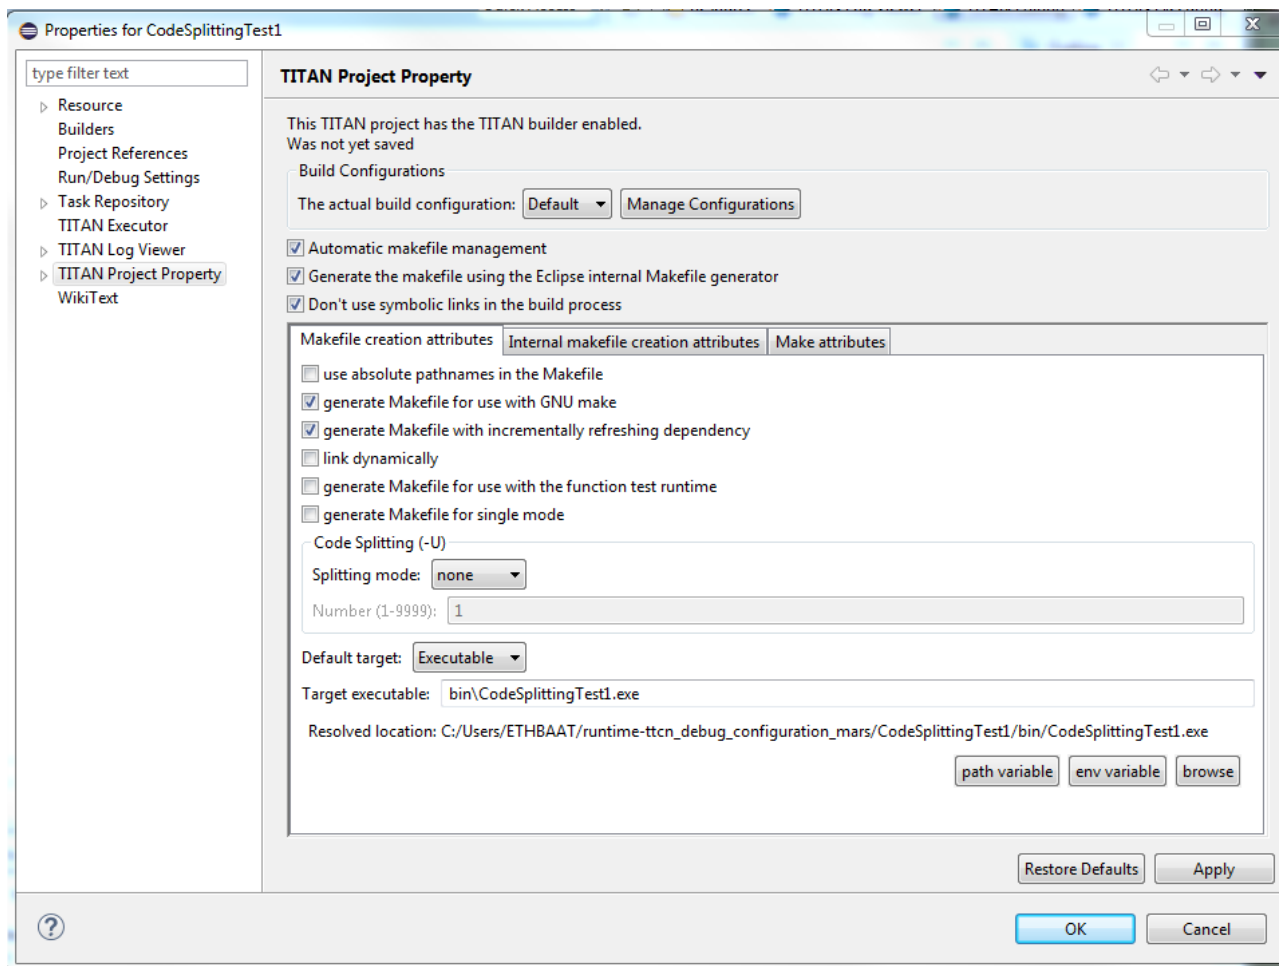 Properties for CodeSplittingTest1
type filter text
Resource
Builders
Project References
Run/Debug Settings
Task Repository
TITAN Executor
TITAN Log Viewer
TITAN Project Property
WikiText
TITAN Project Property
This TITAN project has the TITAN builder enabled.
Was not yet saved
Build Configurations
The actual build configuration: Default Manage Configurations
Automatic makefile management
Generate the makefile using the Eclipse internal Makefile generator
Don't use symbolic links in the build process
Makefile creation attributes Internal makefile creation attributes Make attributes
use absolute pathnames in the Makefile
generate Makefile for use with GNU make
generate Makefile with incrementally refreshing dependency
link dynamically
generate Makefile for use with the function test runtime
generate Makefile for single mode
Code Splitting (-U)
Splitting mode: none
Number (1-9999): 1
Default target: Executable
Target executable: bin\CodeSplittingTest1.exe
Resolved location: C:/Users/ETHBAAT/runtime-ttcn_debug_configuration_mars/CodeSplittingTest1/bin/CodeSplittingTest1.exe
path variable env variable browse
Restore Defaults Apply
? OK Cancel